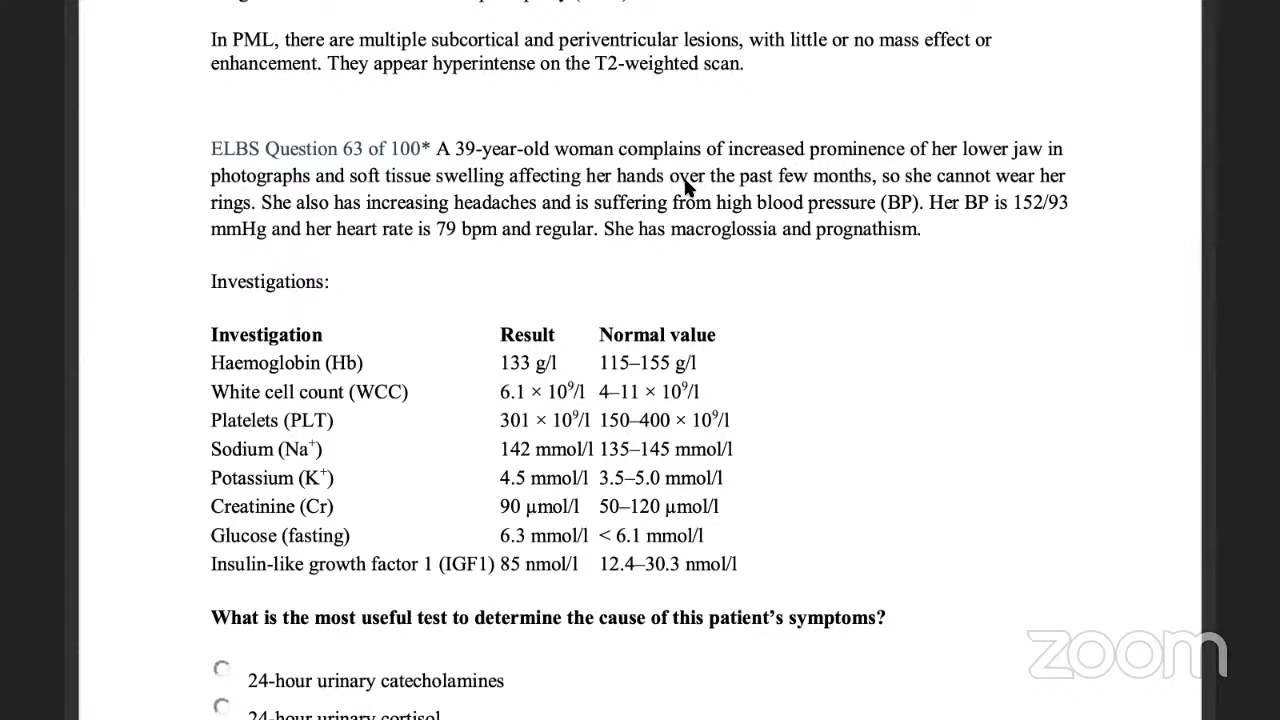 In PML, there are multiple subcortical and periventricular lesions, with little or no mass effect or
enhancement. They appear hyperintense on the T2-weighted scan.
ELBS Question 63 of 100* A 39-year-old woman complains of increased prominence of her lower jaw in
photographs and soft tissue swelling affecting her hands over the past few months, so she cannot wear her
rings. She also has increasing headaches and is suffering from high blood pressure (BP). Her BP is 152/93
mmHg and her heart rate is 79 bpm and regular. She has macroglossia and prognathism.
Investigations:
Investigation Result Normal value
Haemoglobin (Hb) 133 g/l 115–155 g/l
White cell count (WCC) 6.1 × 10⁹/l 4–11 × 10⁹/l
Platelets (PLT) 301 × 10⁹/l 150–400 × 10⁹/l
Sodium (Na⁺) 142 mmol/l 135–145 mmol/l
Potassium (K⁺) 4.5 mmol/l 3.5–5.0 mmol/l
Creatinine (Cr) 90 µmol/l 50–120 µmol/l
Glucose (fasting) 6.3 mmol/l < 6.1 mmol/l
Insulin-like growth factor 1 (IGF1) 85 nmol/l 12.4–30.3 nmol/l
What is the most useful test to determine the cause of this patient’s symptoms?
24-hour urinary catecholamines
24-hour urinary cortisol
zoom